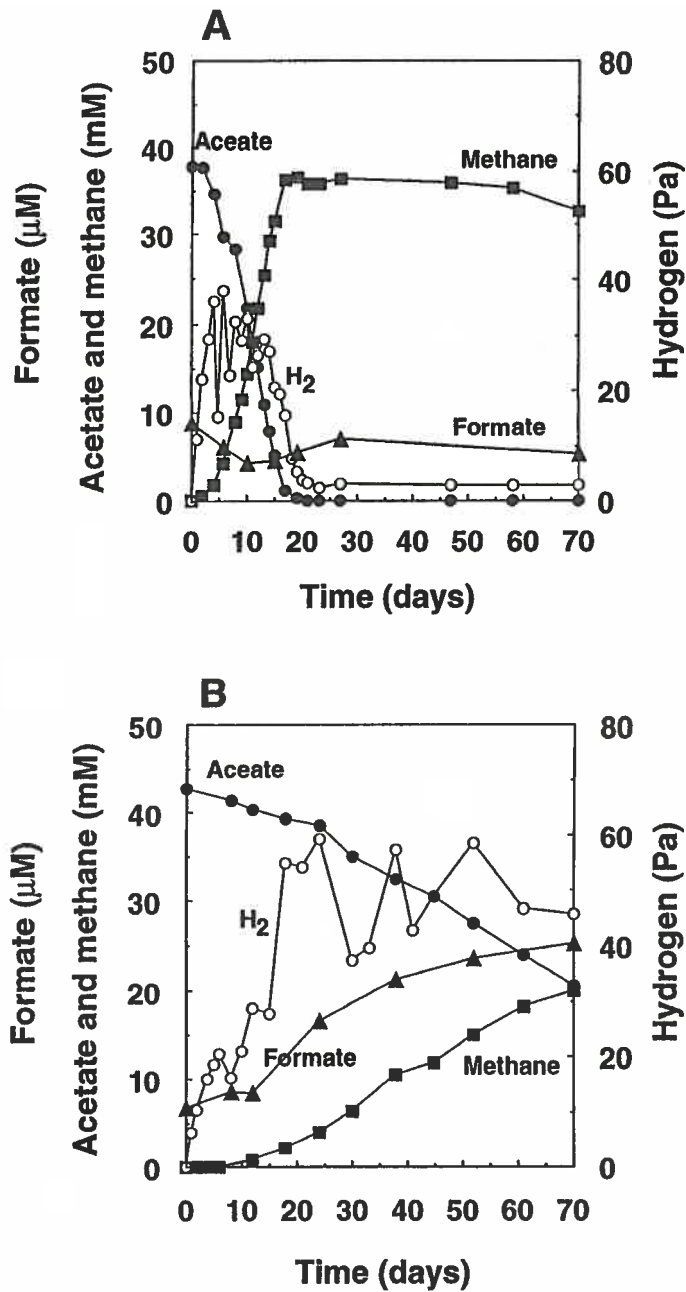 A
Formate (μM)
Acetate and methane (mM)
Hydrogen (Pa)
50
40
30
20
10
0
80
60
40
20
0
Aceate
Methane
H2
Formate
0 10 20 30 40 50 60 70
Time (days)
B
Formate (μM)
Acetate and methane (mM)
Hydrogen (Pa)
50
40
30
20
10
0
80
60
40
20
0
Aceate
H2
Formate
Methane
0 10 20 30 40 50 60 70
Time (days)